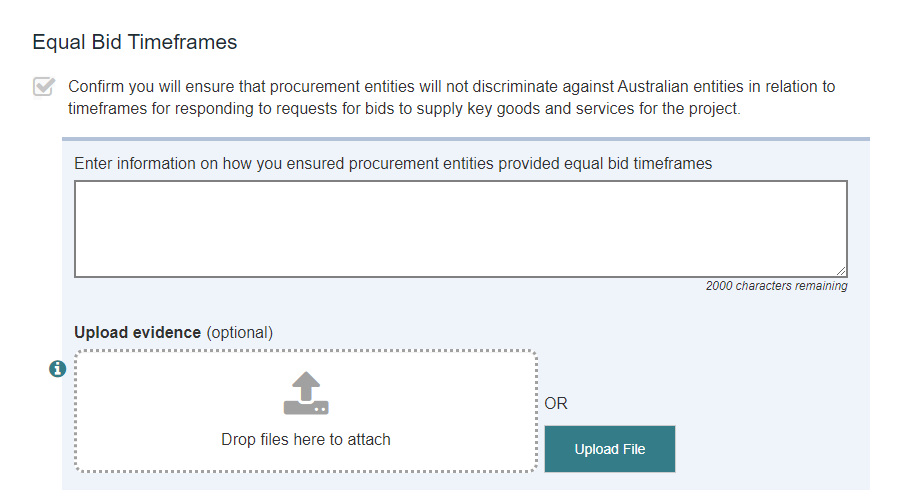 Equal Bid Timeframes
Confirm you will ensure that procurement entities will not discriminate against Australian entities in relation to
timeframes for responding to requests for bids to supply key goods and services for the project.
Enter information on how you ensured procurement entities provided equal bid timeframes
2000 characters remaining
Upload evidence (optional)
Drop files here to attach
OR
Upload File